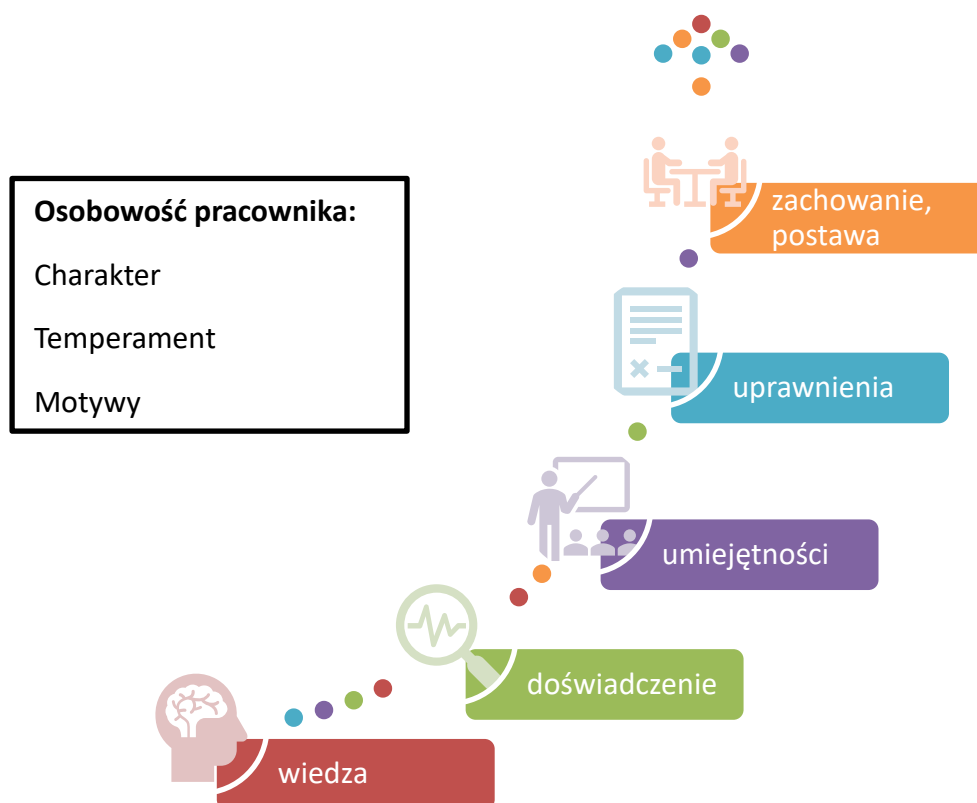 Osobowość pracownika:
Charakter
Temperament
Motywy
zachowanie,
postawa
uprawnienia
umiejętności
doświadczenie
wiedza